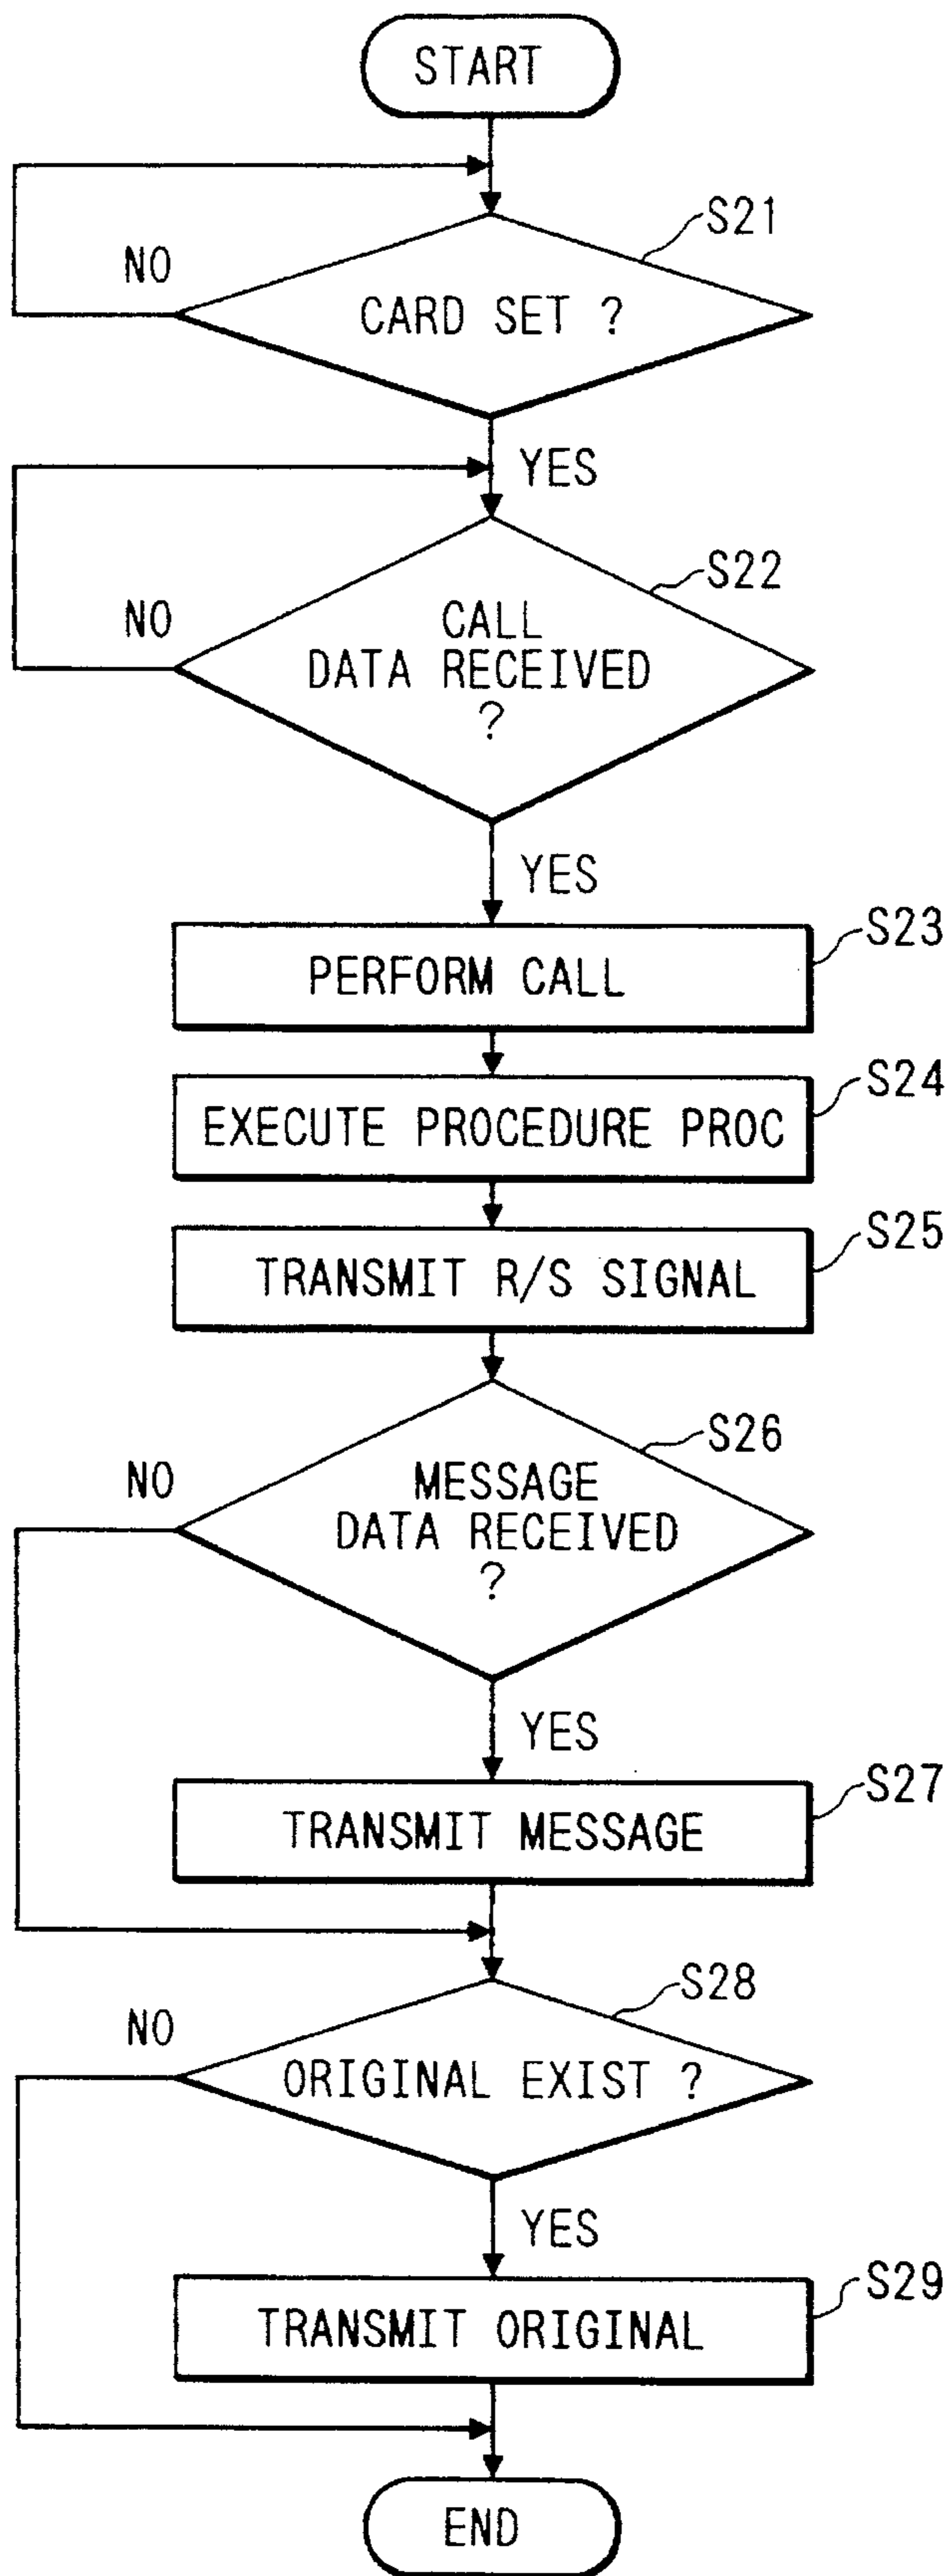 START
S21
NO
CARD SET ?
YES
S22
NO
CALL
DATA RECEIVED
?
YES
S23
PERFORM CALL
S24
EXECUTE PROCEDURE PROC
S25
TRANSMIT R/S SIGNAL
S26
NO
MESSAGE
DATA RECEIVED
?
YES
S27
TRANSMIT MESSAGE
S28
NO
ORIGINAL EXIST ?
YES
S29
TRANSMIT ORIGINAL
END